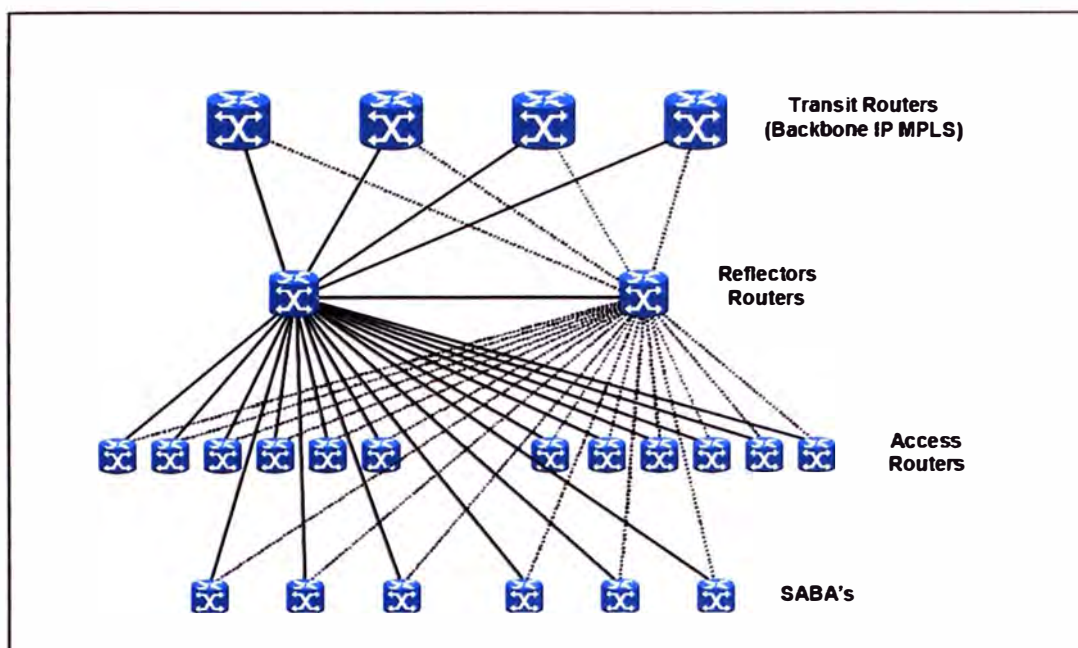 Transit Routers
(Backbone IP MPLS)
Reflectors
Routers
Access
Routers
SABA's